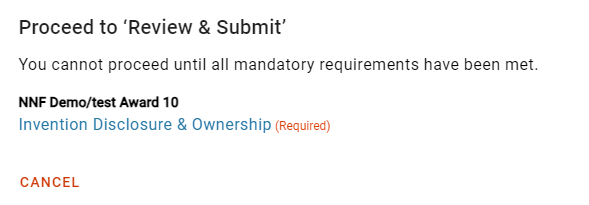 Proceed to ‘Review & Submit’
You cannot proceed until all mandatory requirements have been met.
NNF Demo/test Award 10
Invention Disclosure & Ownership (Required)
CANCEL